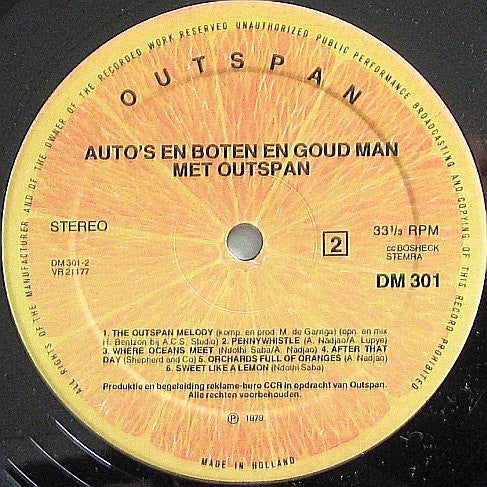 ALL RIGHTS OF THE MANUFACTURER AND OF THE OWNER OF THE RECORDED WORK RESERVED UNAUTHORIZED PUBLIC PERFORMANCE BROADCASTING AND COPYING OF THIS RECORD PROHIBITED
OUTSPAN
AUTO'S EN BOTEN EN GOUD MAN
MET OUTSPAN
STEREO
DM 301-2
VR 21177
2
33 1/3 RPM
cc BOSHECK
STEMRA
DM 301
1. THE OUTSPAN MELODY (komp. en prod. M. de Garriga) (opn. en mix
H. Bentzon bij A.C.S. Studio) 2. PENNYWHISTLE (A. Nadjao/A. Lupye)
3. WHERE OCEANS MEET (Ndothi Saba/A. Nadjao) 4. AFTER THAT
DAY (Shepherd and Co) 5. ORCHARDS FULL OF ORANGES (A. Nadjao)
6. SWEET LIKE A LEMON (Ndothi Saba)
Produktie en begeleiding reklame-buro CCR in opdracht van Outspan.
Alle rechten voorbehouden.
℗ 1979
MADE IN HOLLAND